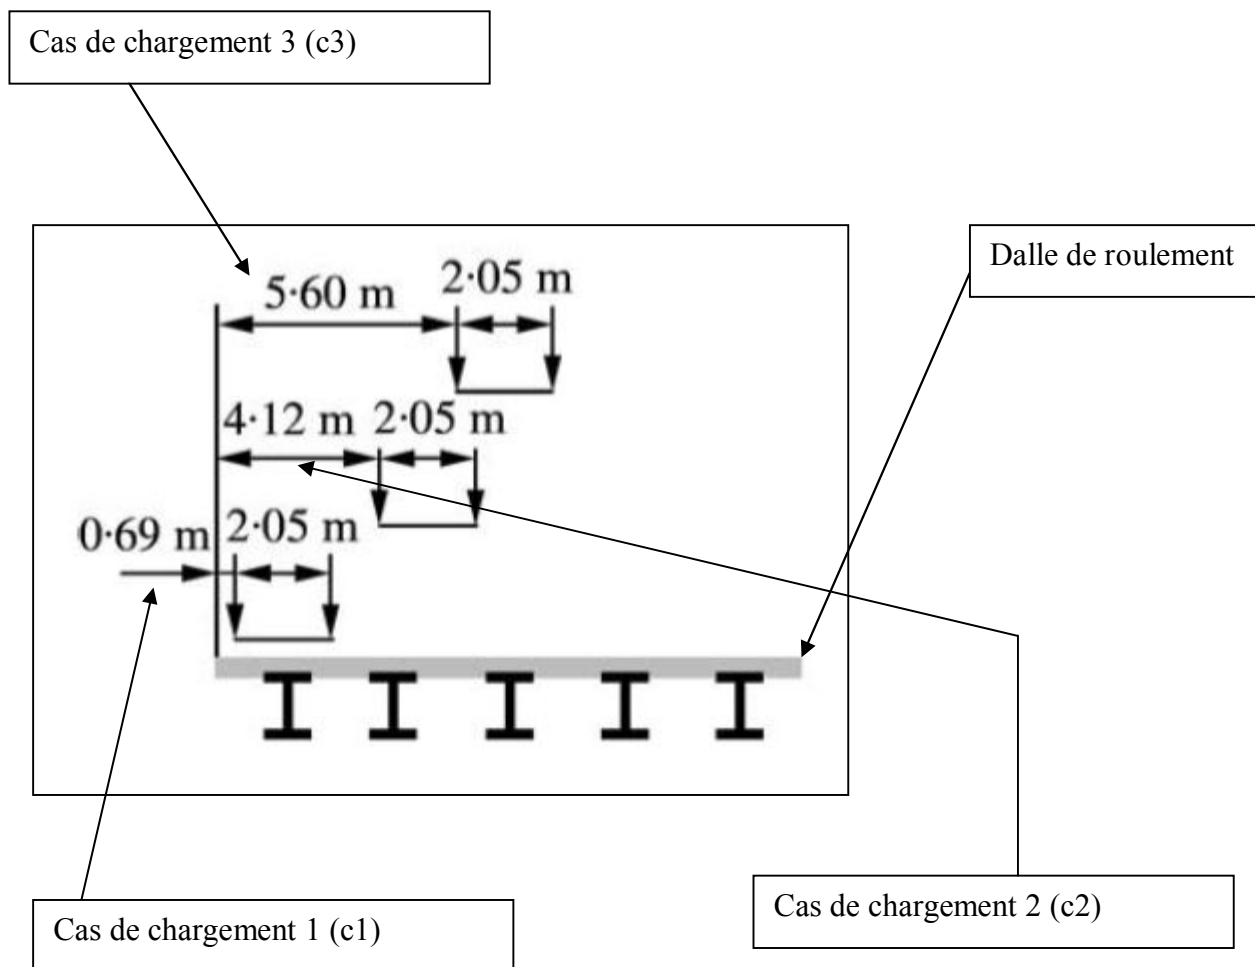 Cas de chargement 3 (c3)
Dalle de roulement
5·60 m
2·05 m
4·12 m
2·05 m
0·69 m
2·05 m
Cas de chargement 2 (c2)
Cas de chargement 1 (c1)